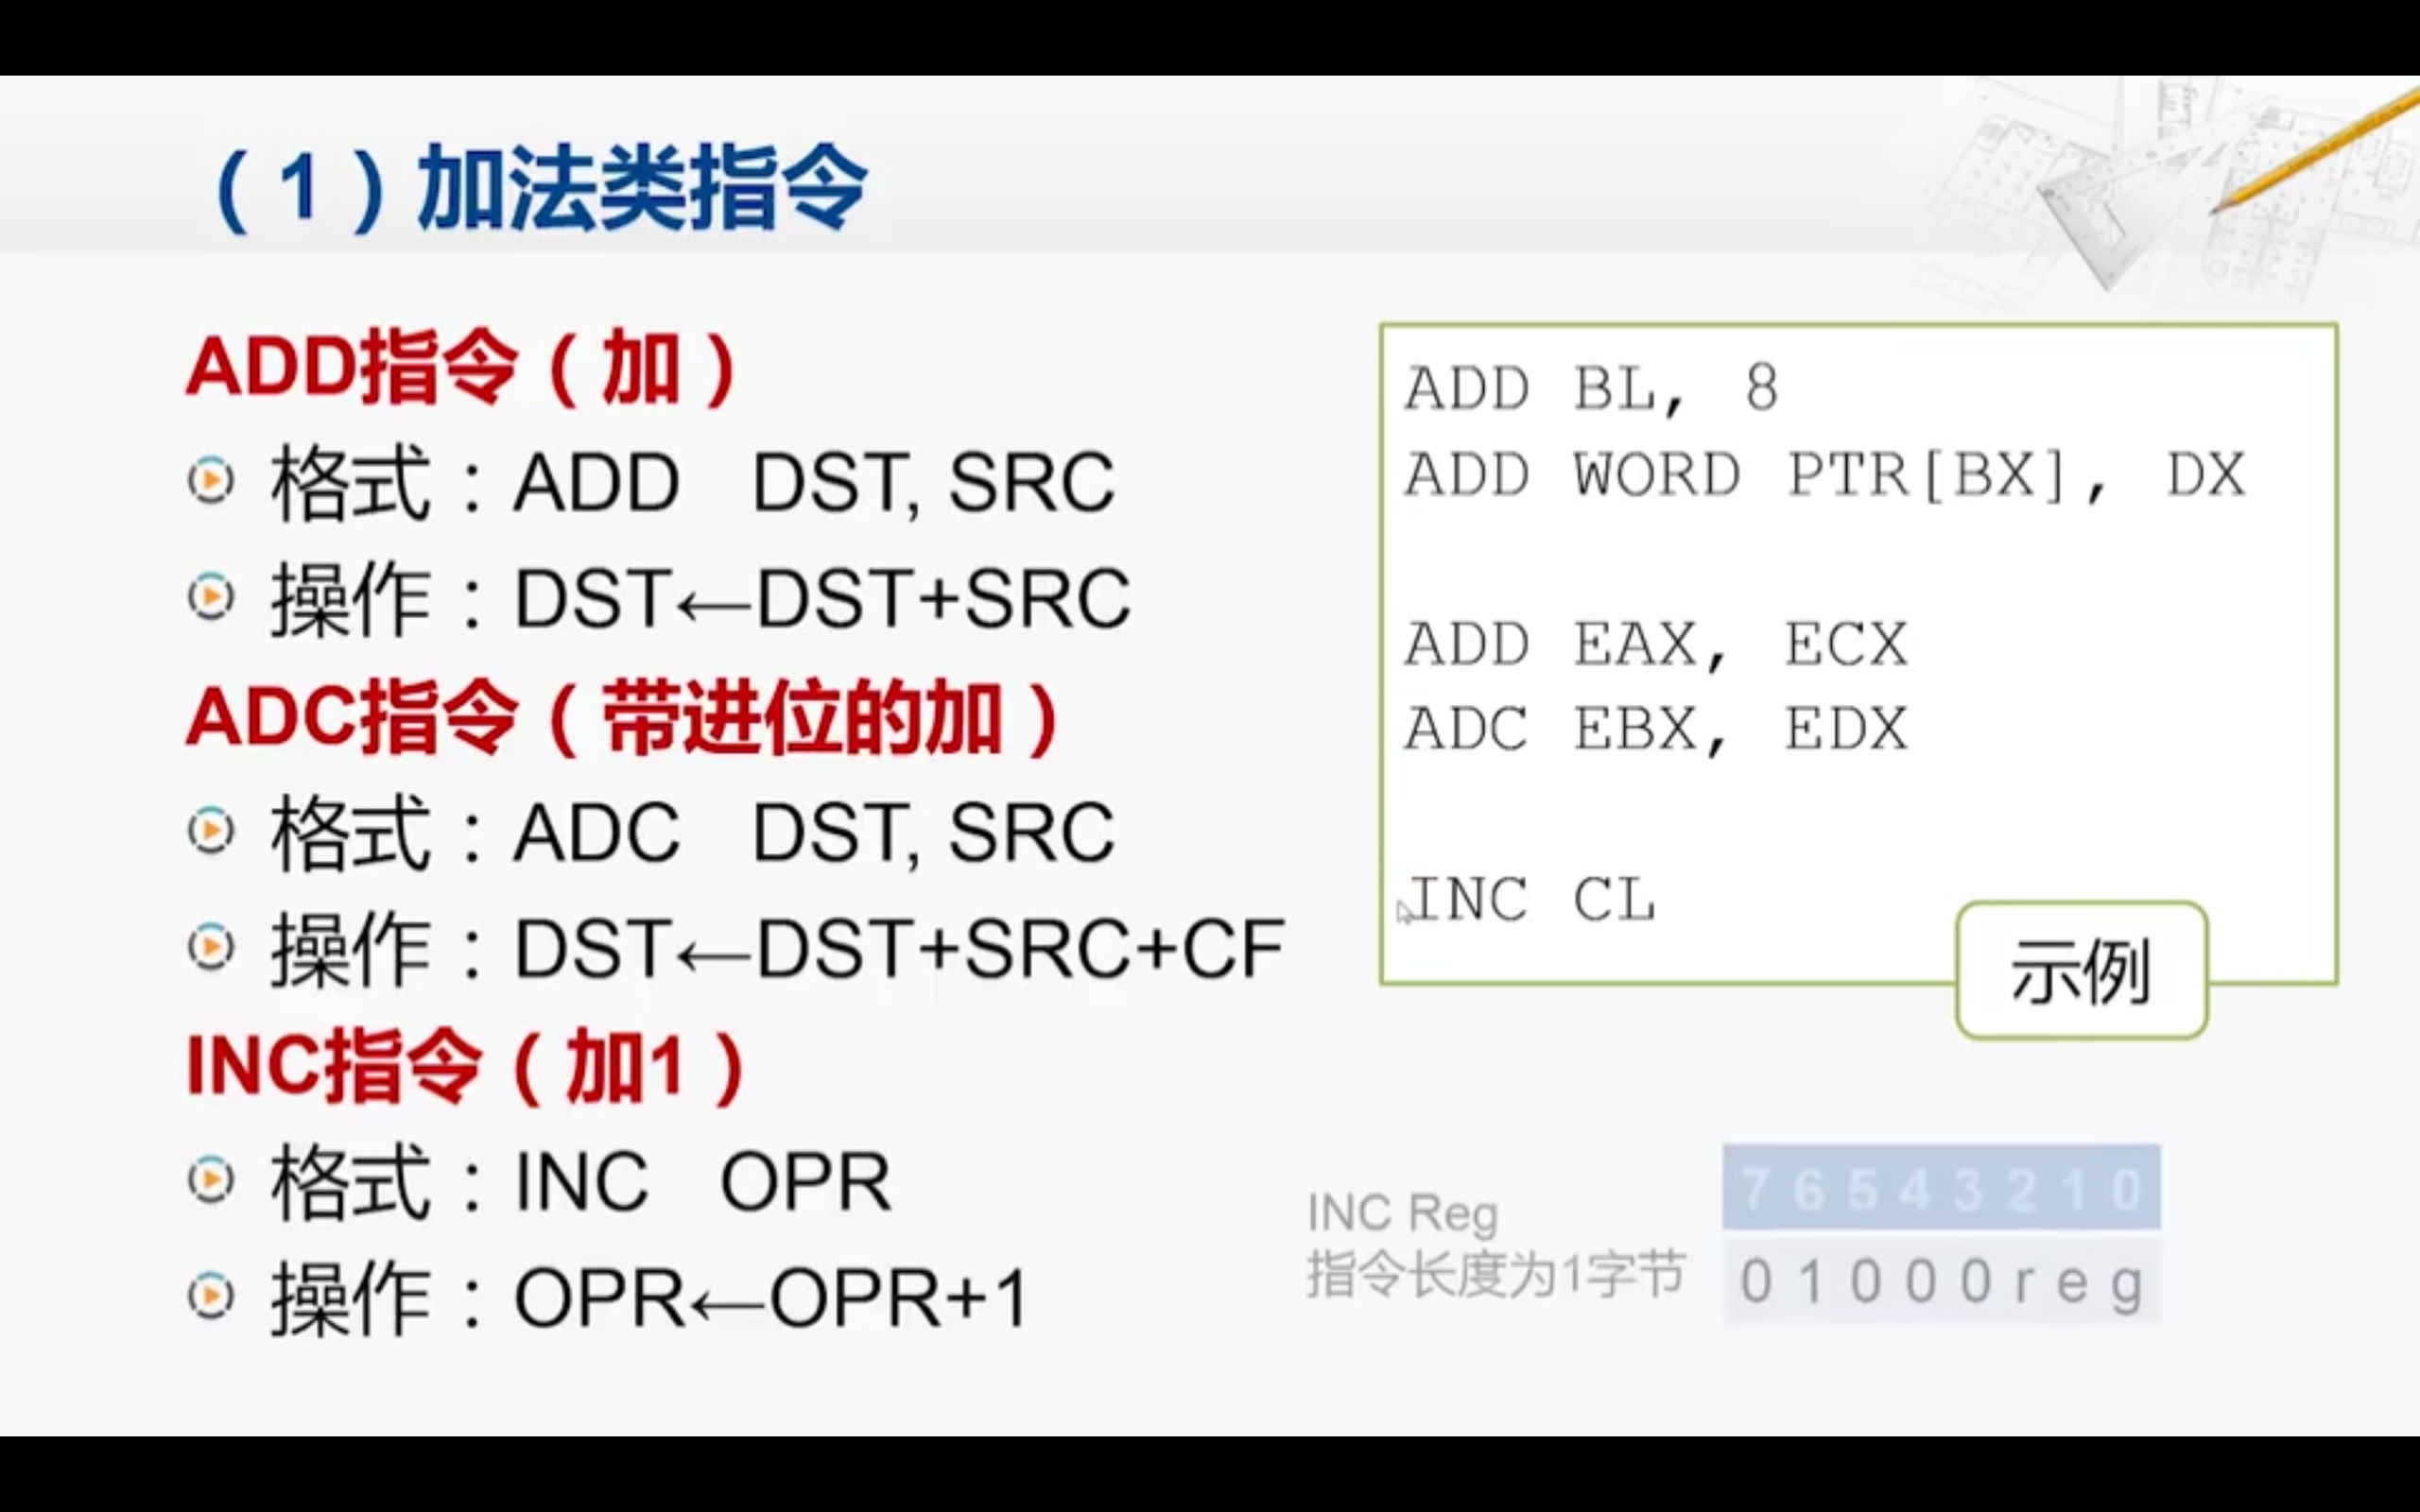 （1）加法类指令
ADD指令（加）
格式：ADD DST, SRC
操作：DST←DST+SRC
ADC指令（带进位的加）
格式：ADC DST, SRC
操作：DST←DST+SRC+CF
INC指令（加1）
格式：INC OPR
操作：OPR←OPR+1
ADD BL, 8
ADD WORD PTR[BX], DX
ADD EAX, ECX
ADC EBX, EDX
INC CL
示例
INC Reg
指令长度为1字节
7 6 5 4 3 2 1 0
0 1 0 0 0 r e g